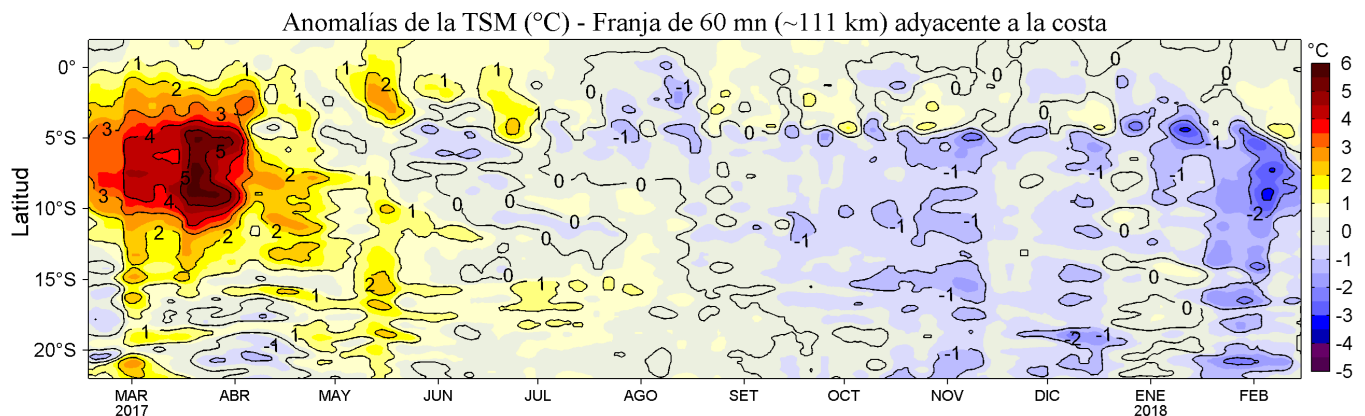 Anomalías de la TSM (°C) - Franja de 60 mn (~111 km) adyacente a la costa
°C
Latitud
0°
5°S
10°S
15°S
20°S
6
5
4
3
2
1
0
-1
-2
-3
-4
-5
MAR ABR MAY JUN JUL AGO SET OCT NOV DIC ENE FEB
2017 2018